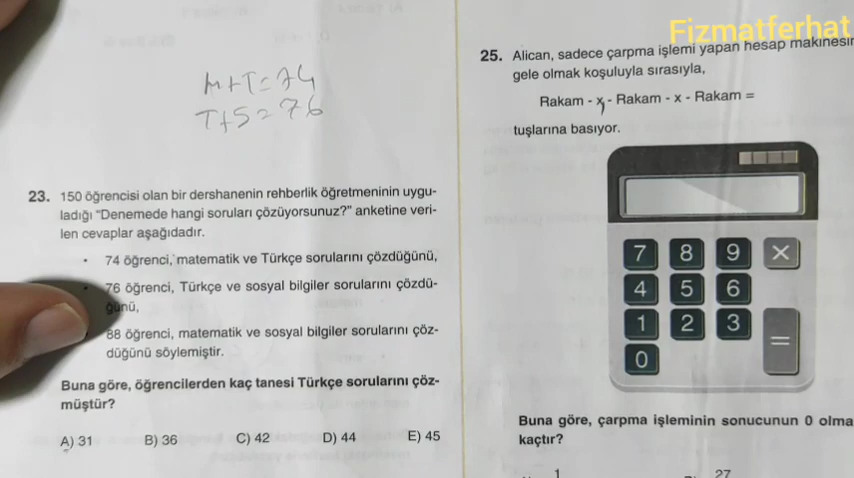 Fizmatferhat
M+T=74
T+S=76
23. 150 öğrencisi olan bir dershanenin rehberlik öğretmeninin uygu-
ladığı “Denemede hangi soruları çözüyorsunuz?” anketine veri-
len cevaplar aşağıdadır.
• 74 öğrenci, matematik ve Türkçe sorularını çözdüğünü,
76 öğrenci, Türkçe ve sosyal bilgiler sorularını çözdü-
ğünü,
88 öğrenci, matematik ve sosyal bilgiler sorularını çöz-
düğünü söylemiştir.
Buna göre, öğrencilerden kaç tanesi Türkçe sorularını çöz-
müştür?
A) 31 B) 36 C) 42 D) 44 E) 45
25. Alican, sadece çarpma işlemi yapan hesap makinesin
gele olmak koşuluyla sırasıyla,
Rakam - x - Rakam - x - Rakam =
tuşlarına basıyor.
7 8 9 ×
4 5 6
1 2 3
0 =
Buna göre, çarpma işleminin sonucunun 0 olma
kaçtır?
1 27